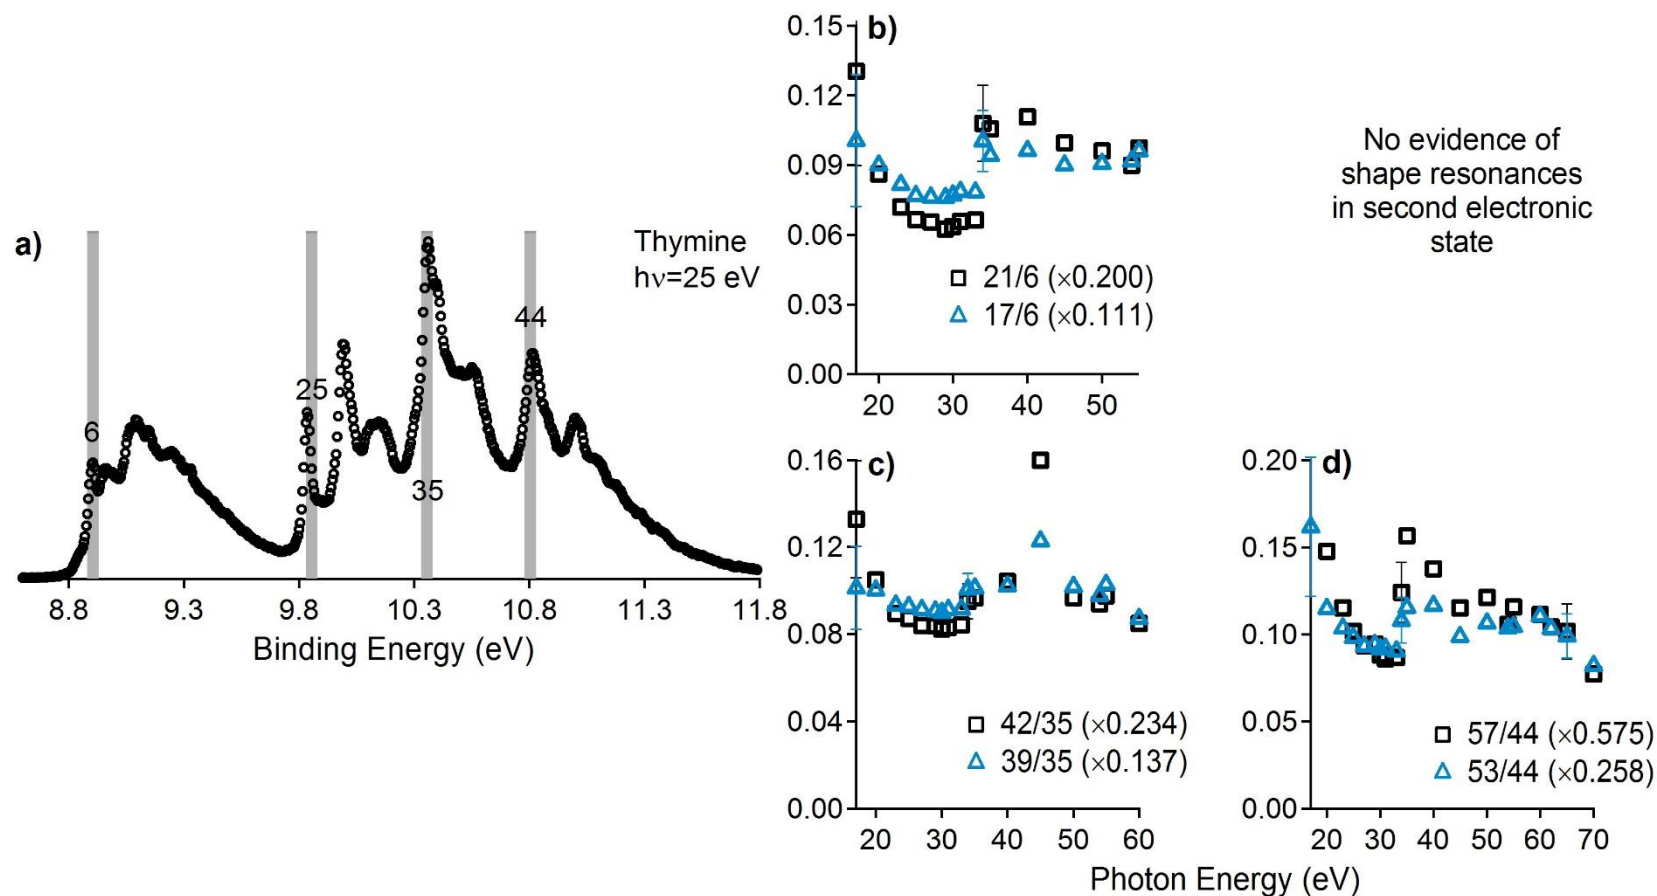 a)
Thymine
hν=25 eV
6
25
35
44
8.8 9.3 9.8 10.3 10.8 11.3 11.8
Binding Energy (eV)
b)
0.15
0.12
0.09
0.06
0.03
0.00
21/6 (×0.200)
17/6 (×0.111)
20 30 40 50
No evidence of
shape resonances
in second electronic
state
c)
0.16
0.12
0.08
0.04
0.00
42/35 (×0.234)
39/35 (×0.137)
20 30 40 50 60
d)
0.20
0.15
0.10
0.05
0.00
57/44 (×0.575)
53/44 (×0.258)
20 30 40 50 60 70
Photon Energy (eV)